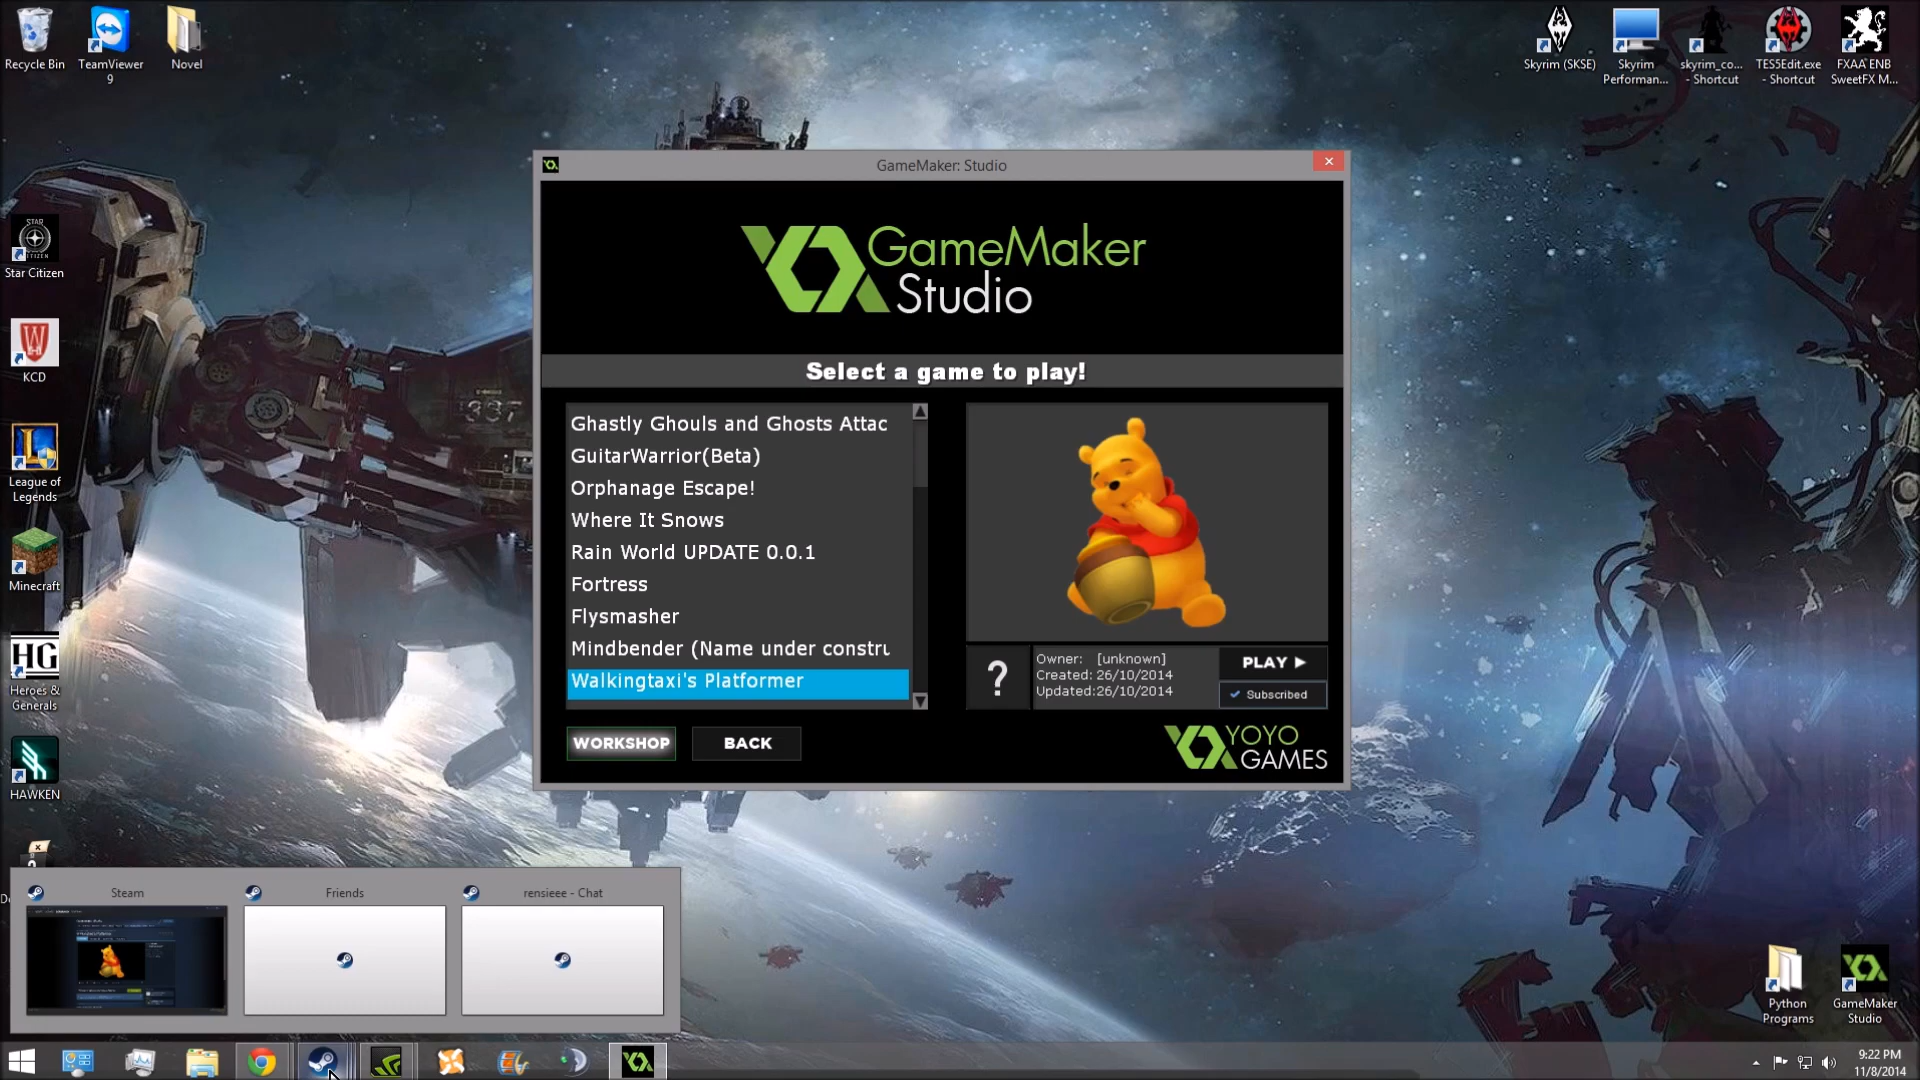 Recycle Bin
TeamViewer
9
Novel
Skyrim (SKSE)
Skyrim
Performan...
skyrim_co...
- Shortcut
TES5Edit.exe
- Shortcut
FXAA ENB
SweetFX M...
STAR
CITIZEN
Star Citizen
KCD
League of
Legends
Minecraft
HG
Heroes &
Generals
HAWKEN
337
GameMaker: Studio
GameMaker
Studio
Select a game to play!
Ghastly Ghouls and Ghosts Attac
GuitarWarrior(Beta)
Orphanage Escape!
Where It Snows
Rain World UPDATE 0.0.1
Fortress
Flysmasher
Mindbender (Name under constru
Walkingtaxi's Platformer
?
Owner: [unknown]
Created: 26/10/2014
Updated:26/10/2014
PLAY
Subscribed
WORKSHOP
BACK
YOYO
GAMES
Steam
Friends
rensieee - Chat
Python
Programs
GameMaker
Studio
9:22 PM
11/8/2014